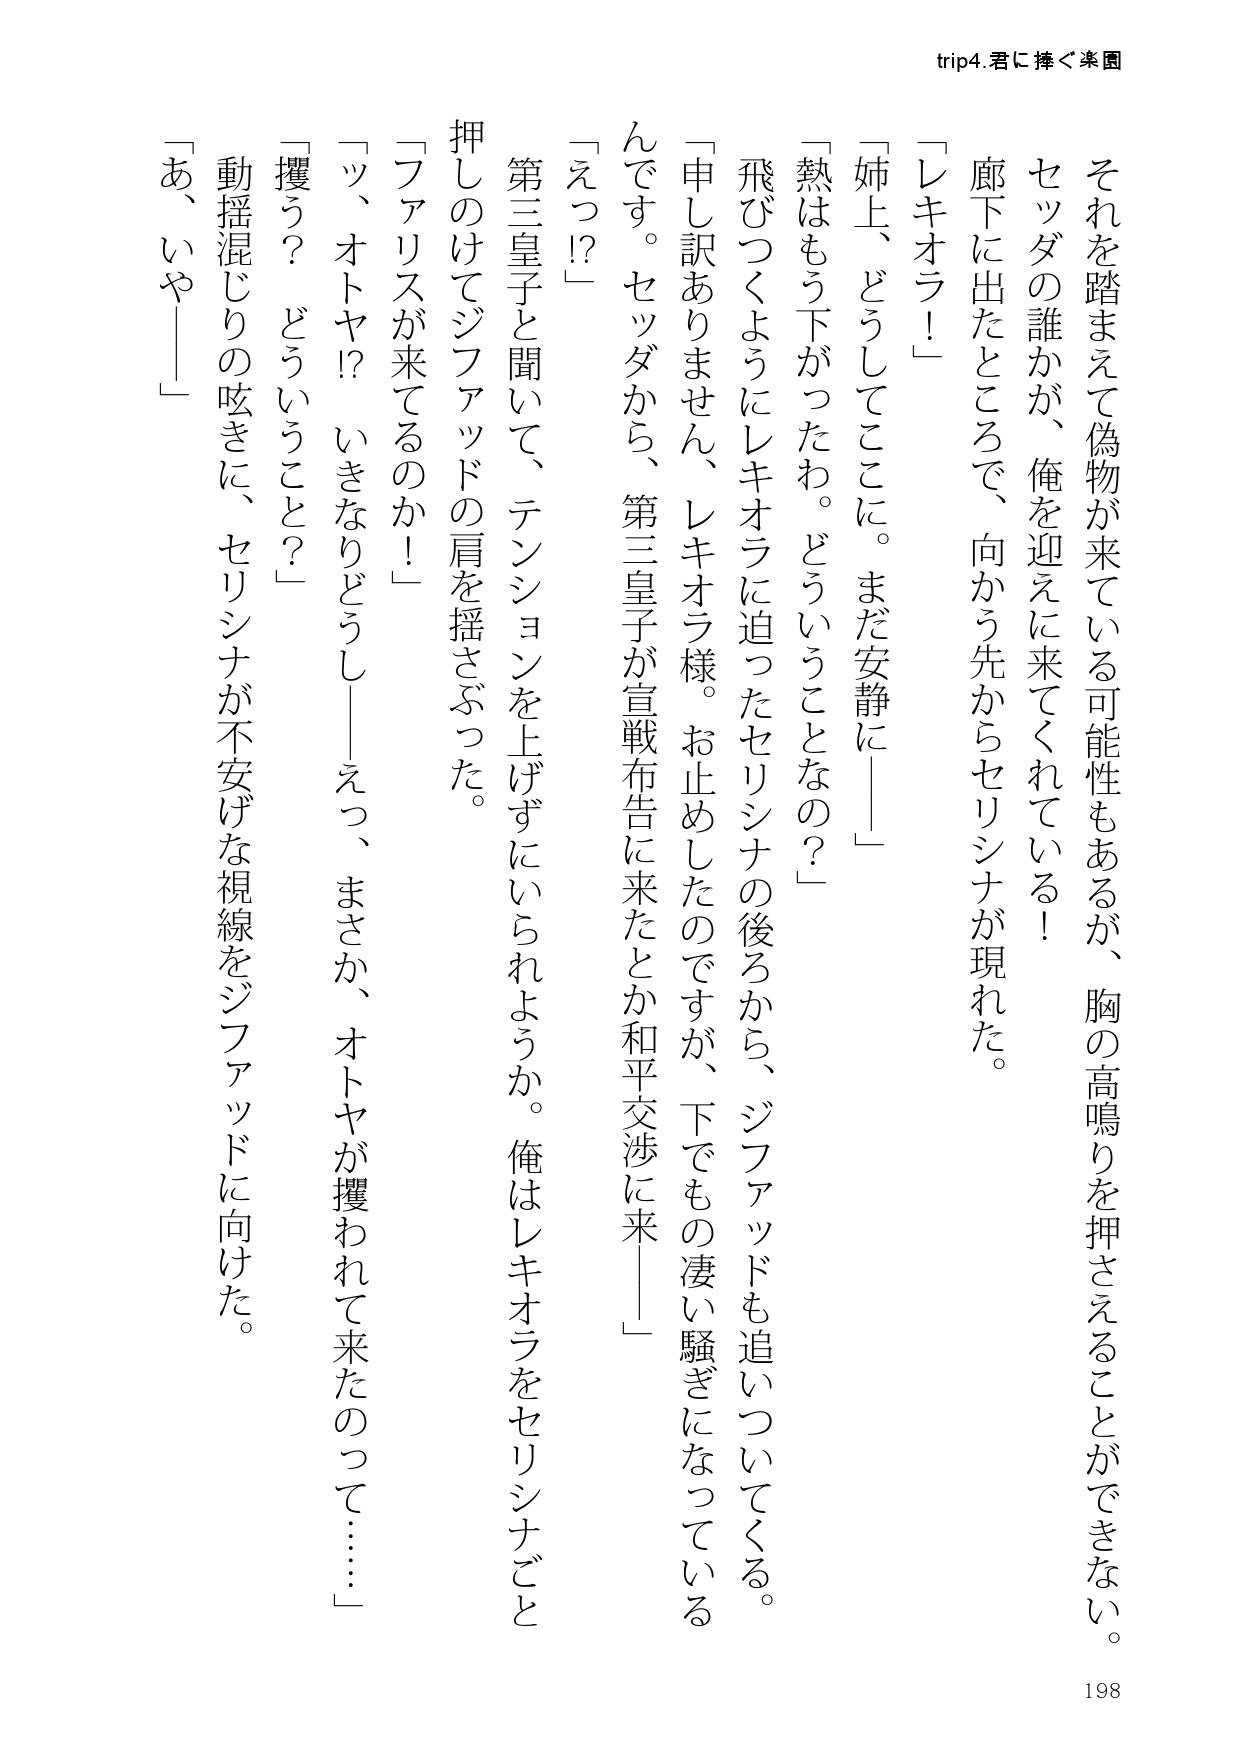 trip4.君に捧ぐ楽園
それを踏まえて偽物が来ている可能性もあるが、胸の高鳴りを押さえることができない。
セッダの誰かが、俺を迎えに来てくれている！
廊下に出たところで、向かう先からセリシナが現れた。
「レキオラ！」
「姉上、どうしてここに。まだ安静に――」
「熱はもう下がったわ。どういうことなの？」
飛びつくようにレキオラに迫ったセリシナの後ろから、ジファッドも追いついてくる。
「申し訳ありません、レキオラ様。お止めしたのですが、下でもの凄い騒ぎになっている
んです。セッダから、第三皇子が宣戦布告に来たとか和平交渉に来――」
「えっ!?」
第三皇子と聞いて、テンションを上げずにいられようか。俺はレキオラをセリシナごと
押しのけてジファッドの肩を揺さぶった。
「ファリスが来てるのか！」
「ッ、オトヤ!?　いきなりどうし――えっ、まさか、オトヤが攫われて来たのって……」
「攫う？　どういうこと？」
動揺混じりの呟きに、セリシナが不安げな視線をジファッドに向けた。
「あ、いや――」
198